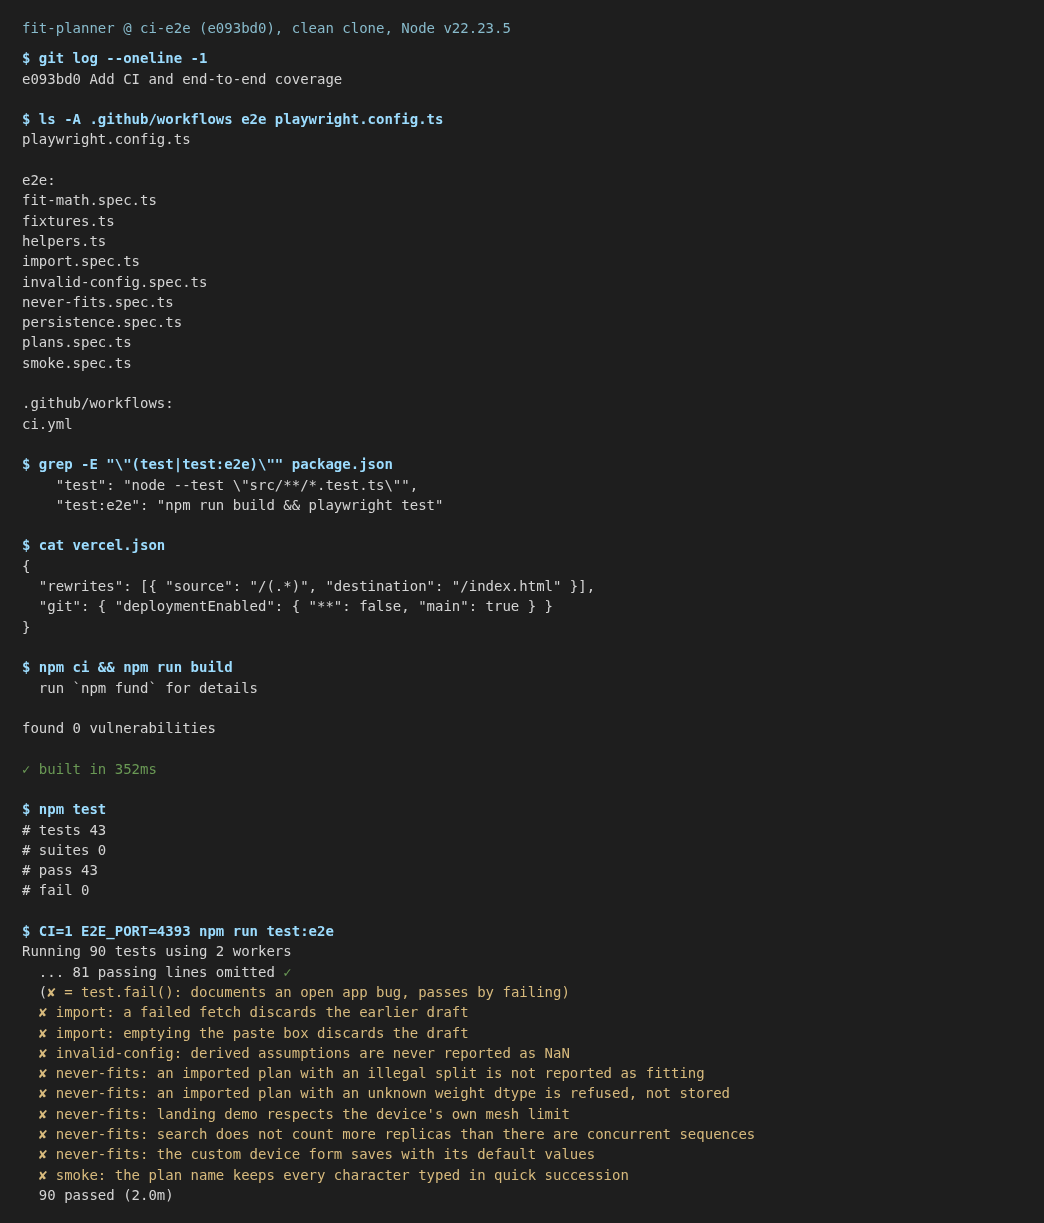 fit-planner @ ci-e2e (e093bd0), clean clone, Node v22.23.5
$ git log --oneline -1
e093bd0 Add CI and end-to-end coverage
$ ls -A .github/workflows e2e playwright.config.ts
playwright.config.ts
e2e:
fit-math.spec.ts
fixtures.ts
helpers.ts
import.spec.ts
invalid-config.spec.ts
never-fits.spec.ts
persistence.spec.ts
plans.spec.ts
smoke.spec.ts
.github/workflows:
ci.yml
$ grep -E "\"(test|test:e2e)\"" package.json
    "test": "node --test \"src/**/*.test.ts\"",
    "test:e2e": "npm run build && playwright test"
$ cat vercel.json
{
  "rewrites": [{ "source": "/(.*)", "destination": "/index.html" }],
  "git": { "deploymentEnabled": { "**": false, "main": true } }
}
$ npm ci && npm run build
  run `npm fund` for details
found 0 vulnerabilities
✓ built in 352ms
$ npm test
# tests 43
# suites 0
# pass 43
# fail 0
$ CI=1 E2E_PORT=4393 npm run test:e2e
Running 90 tests using 2 workers
  ... 81 passing lines omitted ✓
  (✘ = test.fail(): documents an open app bug, passes by failing)
  ✘ import: a failed fetch discards the earlier draft
  ✘ import: emptying the paste box discards the draft
  ✘ invalid-config: derived assumptions are never reported as NaN
  ✘ never-fits: an imported plan with an illegal split is not reported as fitting
  ✘ never-fits: an imported plan with an unknown weight dtype is refused, not stored
  ✘ never-fits: landing demo respects the device's own mesh limit
  ✘ never-fits: search does not count more replicas than there are concurrent sequences
  ✘ never-fits: the custom device form saves with its default values
  ✘ smoke: the plan name keeps every character typed in quick succession
  90 passed (2.0m)